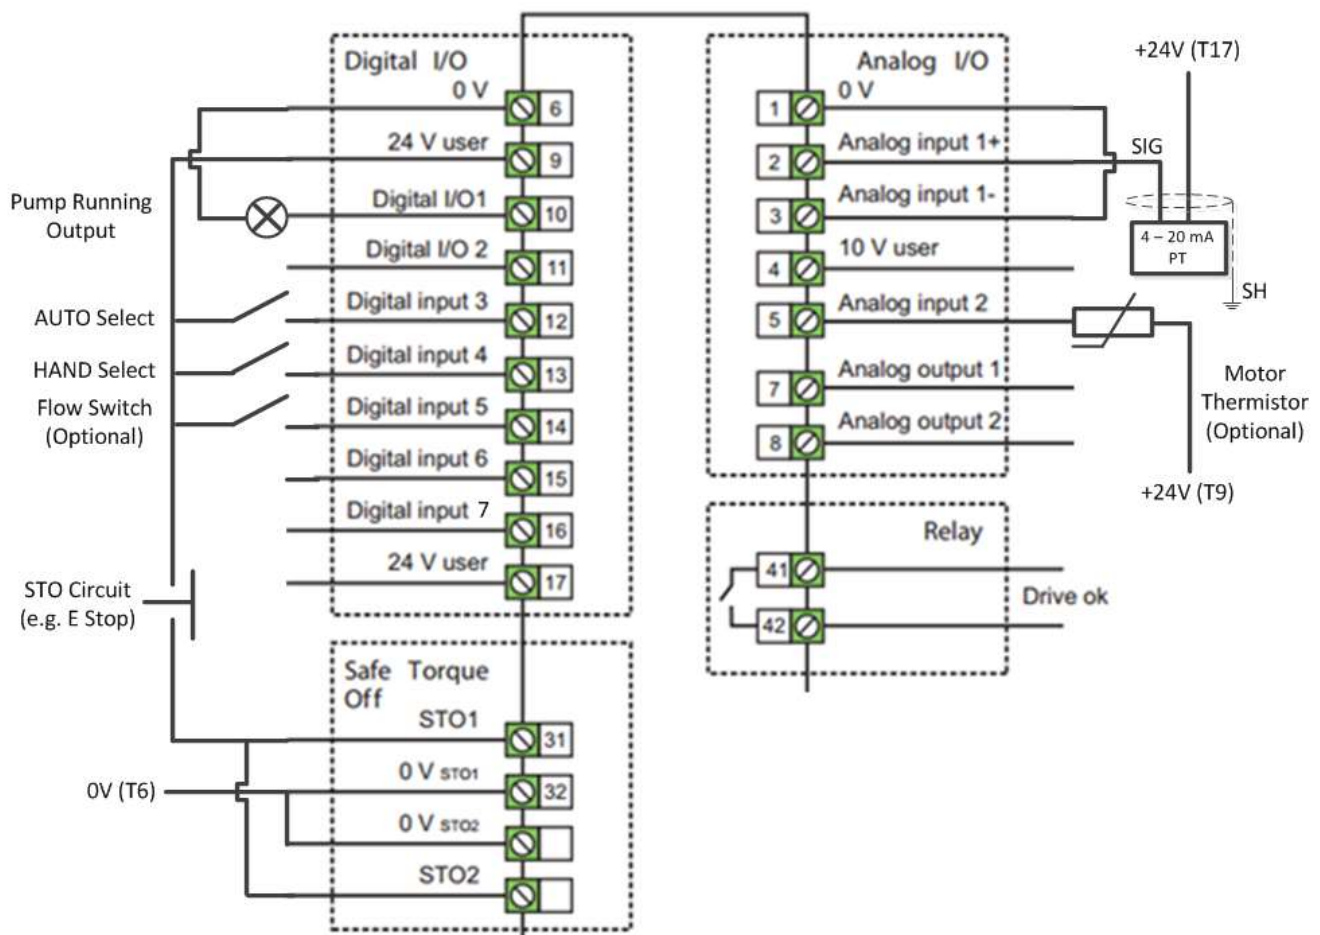 Digital I/O
0 V
6
24 V user
9
Digital I/O1
10
Digital I/O 2
11
Digital input 3
12
Digital input 4
13
Digital input 5
14
Digital input 6
15
Digital input 7
16
24 V user
17
Pump Running
Output
AUTO Select
HAND Select
Flow Switch
(Optional)
STO Circuit
(e.g. E Stop)
0V (T6)
Safe Torque
Off
STO1
31
0 V STO1
32
0 V STO2
STO2
Analog I/O
0 V
1
Analog input 1+
2
Analog input 1-
3
10 V user
4
Analog input 2
5
Analog output 1
7
Analog output 2
8
+24V (T17)
SIG
4 – 20 mA
PT
SH
Motor
Thermistor
(Optional)
+24V (T9)
Relay
41
Drive ok
42